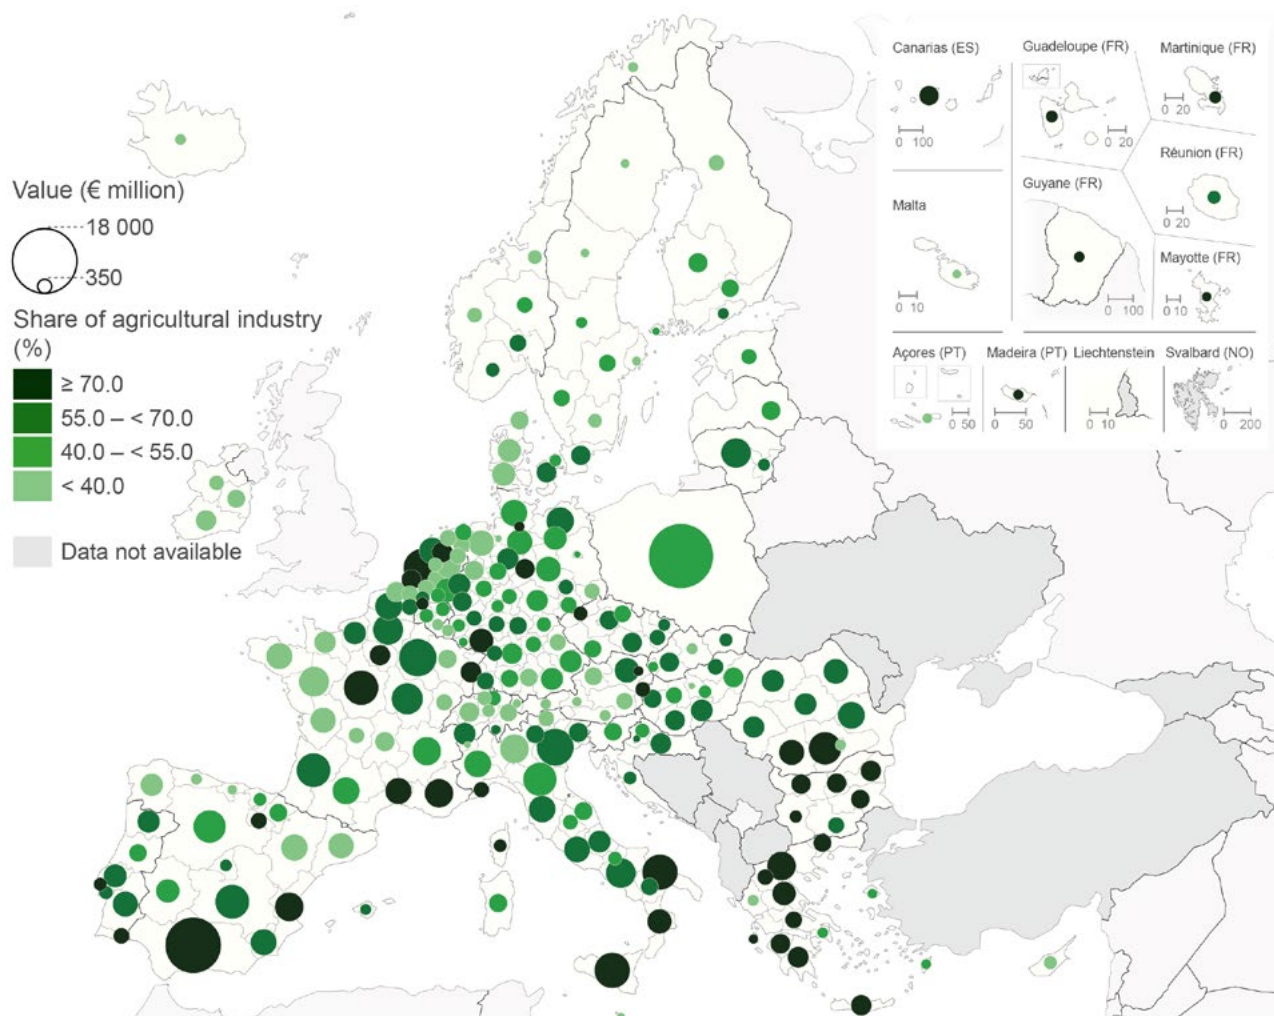 Value (€ million)
18 000
350
Share of agricultural industry
(%)
≥ 70.0
55.0 – < 70.0
40.0 – < 55.0
< 40.0
Data not available
Canarias (ES)
0 100
Guadeloupe (FR)
0 20
Martinique (FR)
0 20
Réunion (FR)
0 20
Malta
0 10
Guyane (FR)
0 100
Mayotte (FR)
0 10
Açores (PT)
0 50
Madeira (PT)
0 50
Liechtenstein
0 10
Svalbard (NO)
0 200